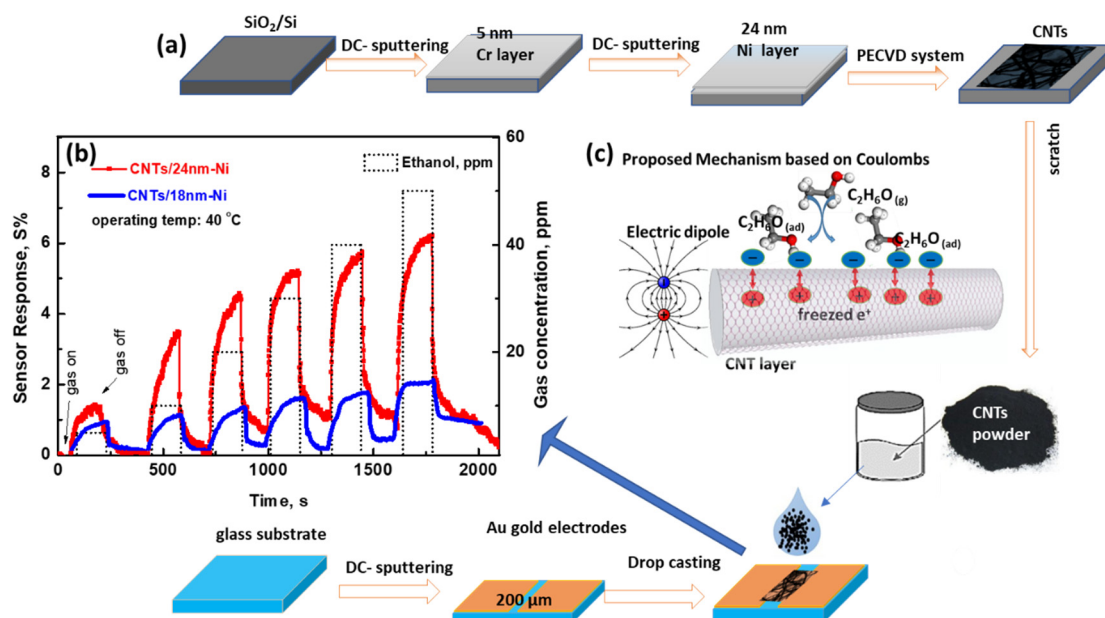 (a)
SiO2/Si
DC- sputtering
5 nm
Cr layer
DC- sputtering
24 nm
Ni layer
PECVD system
CNTs
scratch
(b)
CNTs/24nm-Ni
CNTs/18nm-Ni
operating temp: 40 °C
Ethanol, ppm
gas on
gas off
Sensor Response, S%
0
2
4
6
8
Gas concentration, ppm
0
20
40
60
0
500
1000
1500
2000
Time, s
(c) Proposed Mechanism based on Coulombs
C2H6O(g)
C2H6O(ad)
C2H6O(ad)
Electric dipole
freezed e+
CNT layer
CNTs
powder
glass substrate
DC- sputtering
Au gold electrodes
200 µm
Drop casting